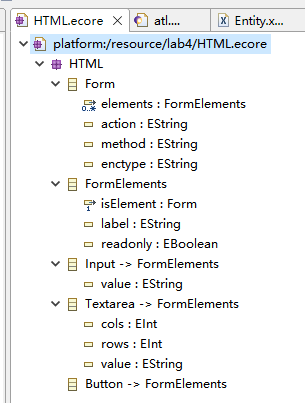 HTML.ecore atl.... Entity.x...
platform:/resource/lab4/HTML.ecore
HTML
Form
0..* elements : FormElements
action : EString
method : EString
enctype : EString
FormElements
1 isElement : Form
label : EString
readonly : EBoolean
Input -> FormElements
value : EString
Textarea -> FormElements
cols : EInt
rows : EInt
value : EString
Button -> FormElements